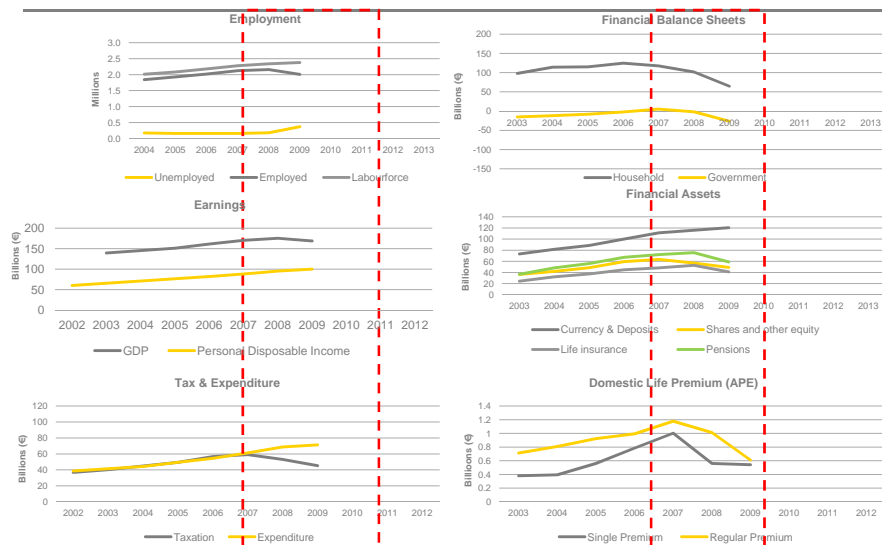 Employment
3.0
2.5
2.0
1.5
1.0
0.5
0.0
Millions
2004 2005 2006 2007 2008 2009 2010 2011 2012 2013
Unemployed Employed Labourforce
Financial Balance Sheets
200
150
100
50
0
-50
-100
-150
Billions (€)
2003 2004 2005 2006 2007 2008 2009 2010 2011 2012 2013
Household Government
Earnings
200
150
100
50
0
Billions (€)
2002 2003 2004 2005 2006 2007 2008 2009 2010 2011 2012
GDP Personal Disposable Income
Financial Assets
140
120
100
80
60
40
20
0
Billions (€)
2003 2004 2005 2006 2007 2008 2009 2010 2011 2012 2013
Currency & Deposits Shares and other equity
Life insurance Pensions
Tax & Expenditure
120
100
80
60
40
20
0
Billions (€)
2002 2003 2004 2005 2006 2007 2008 2009 2010 2011 2012
Taxation Expenditure
Domestic Life Premium (APE)
1.4
1.2
1
0.8
0.6
0.4
0.2
0
Billionns (€)
2003 2004 2005 2006 2007 2008 2009 2010 2011 2012 2013
Single Premium Regular Premium